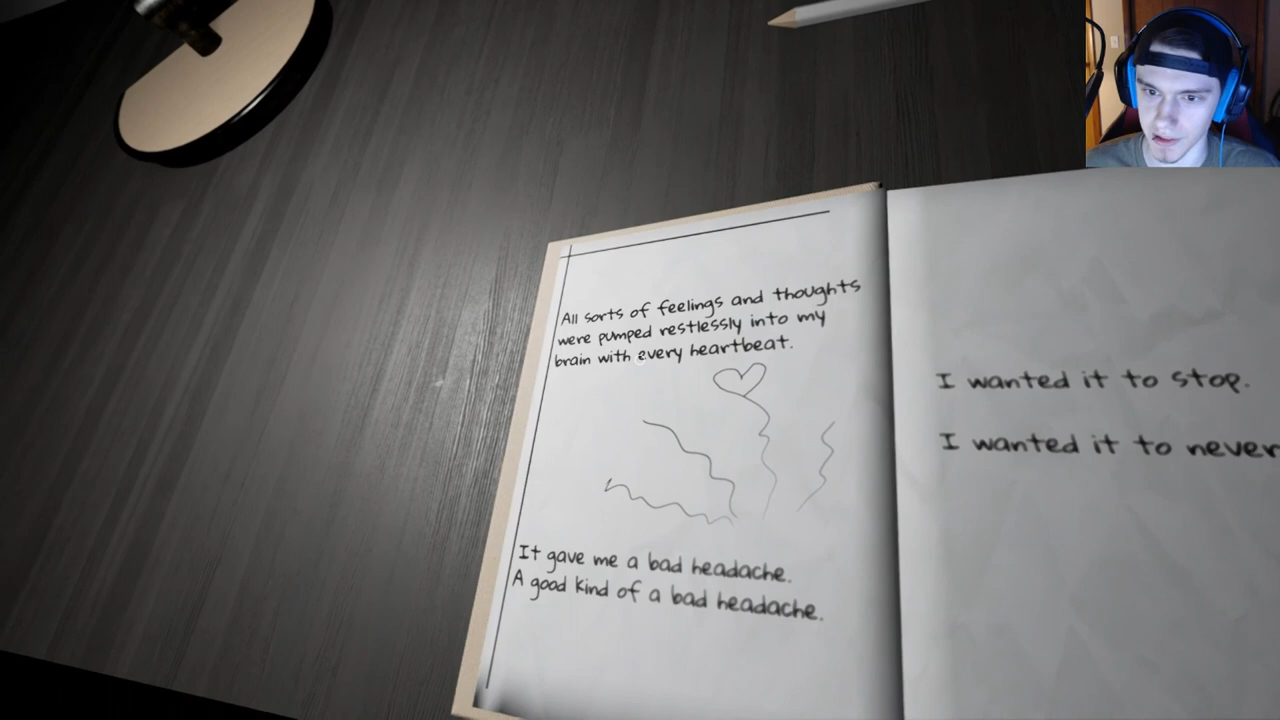 All sorts of feelings and thoughts
were pumped restlessly into my
brain with every heartbeat.
It gave me a bad headache.
A good kind of a bad headache.
I wanted it to stop.
I wanted it to never